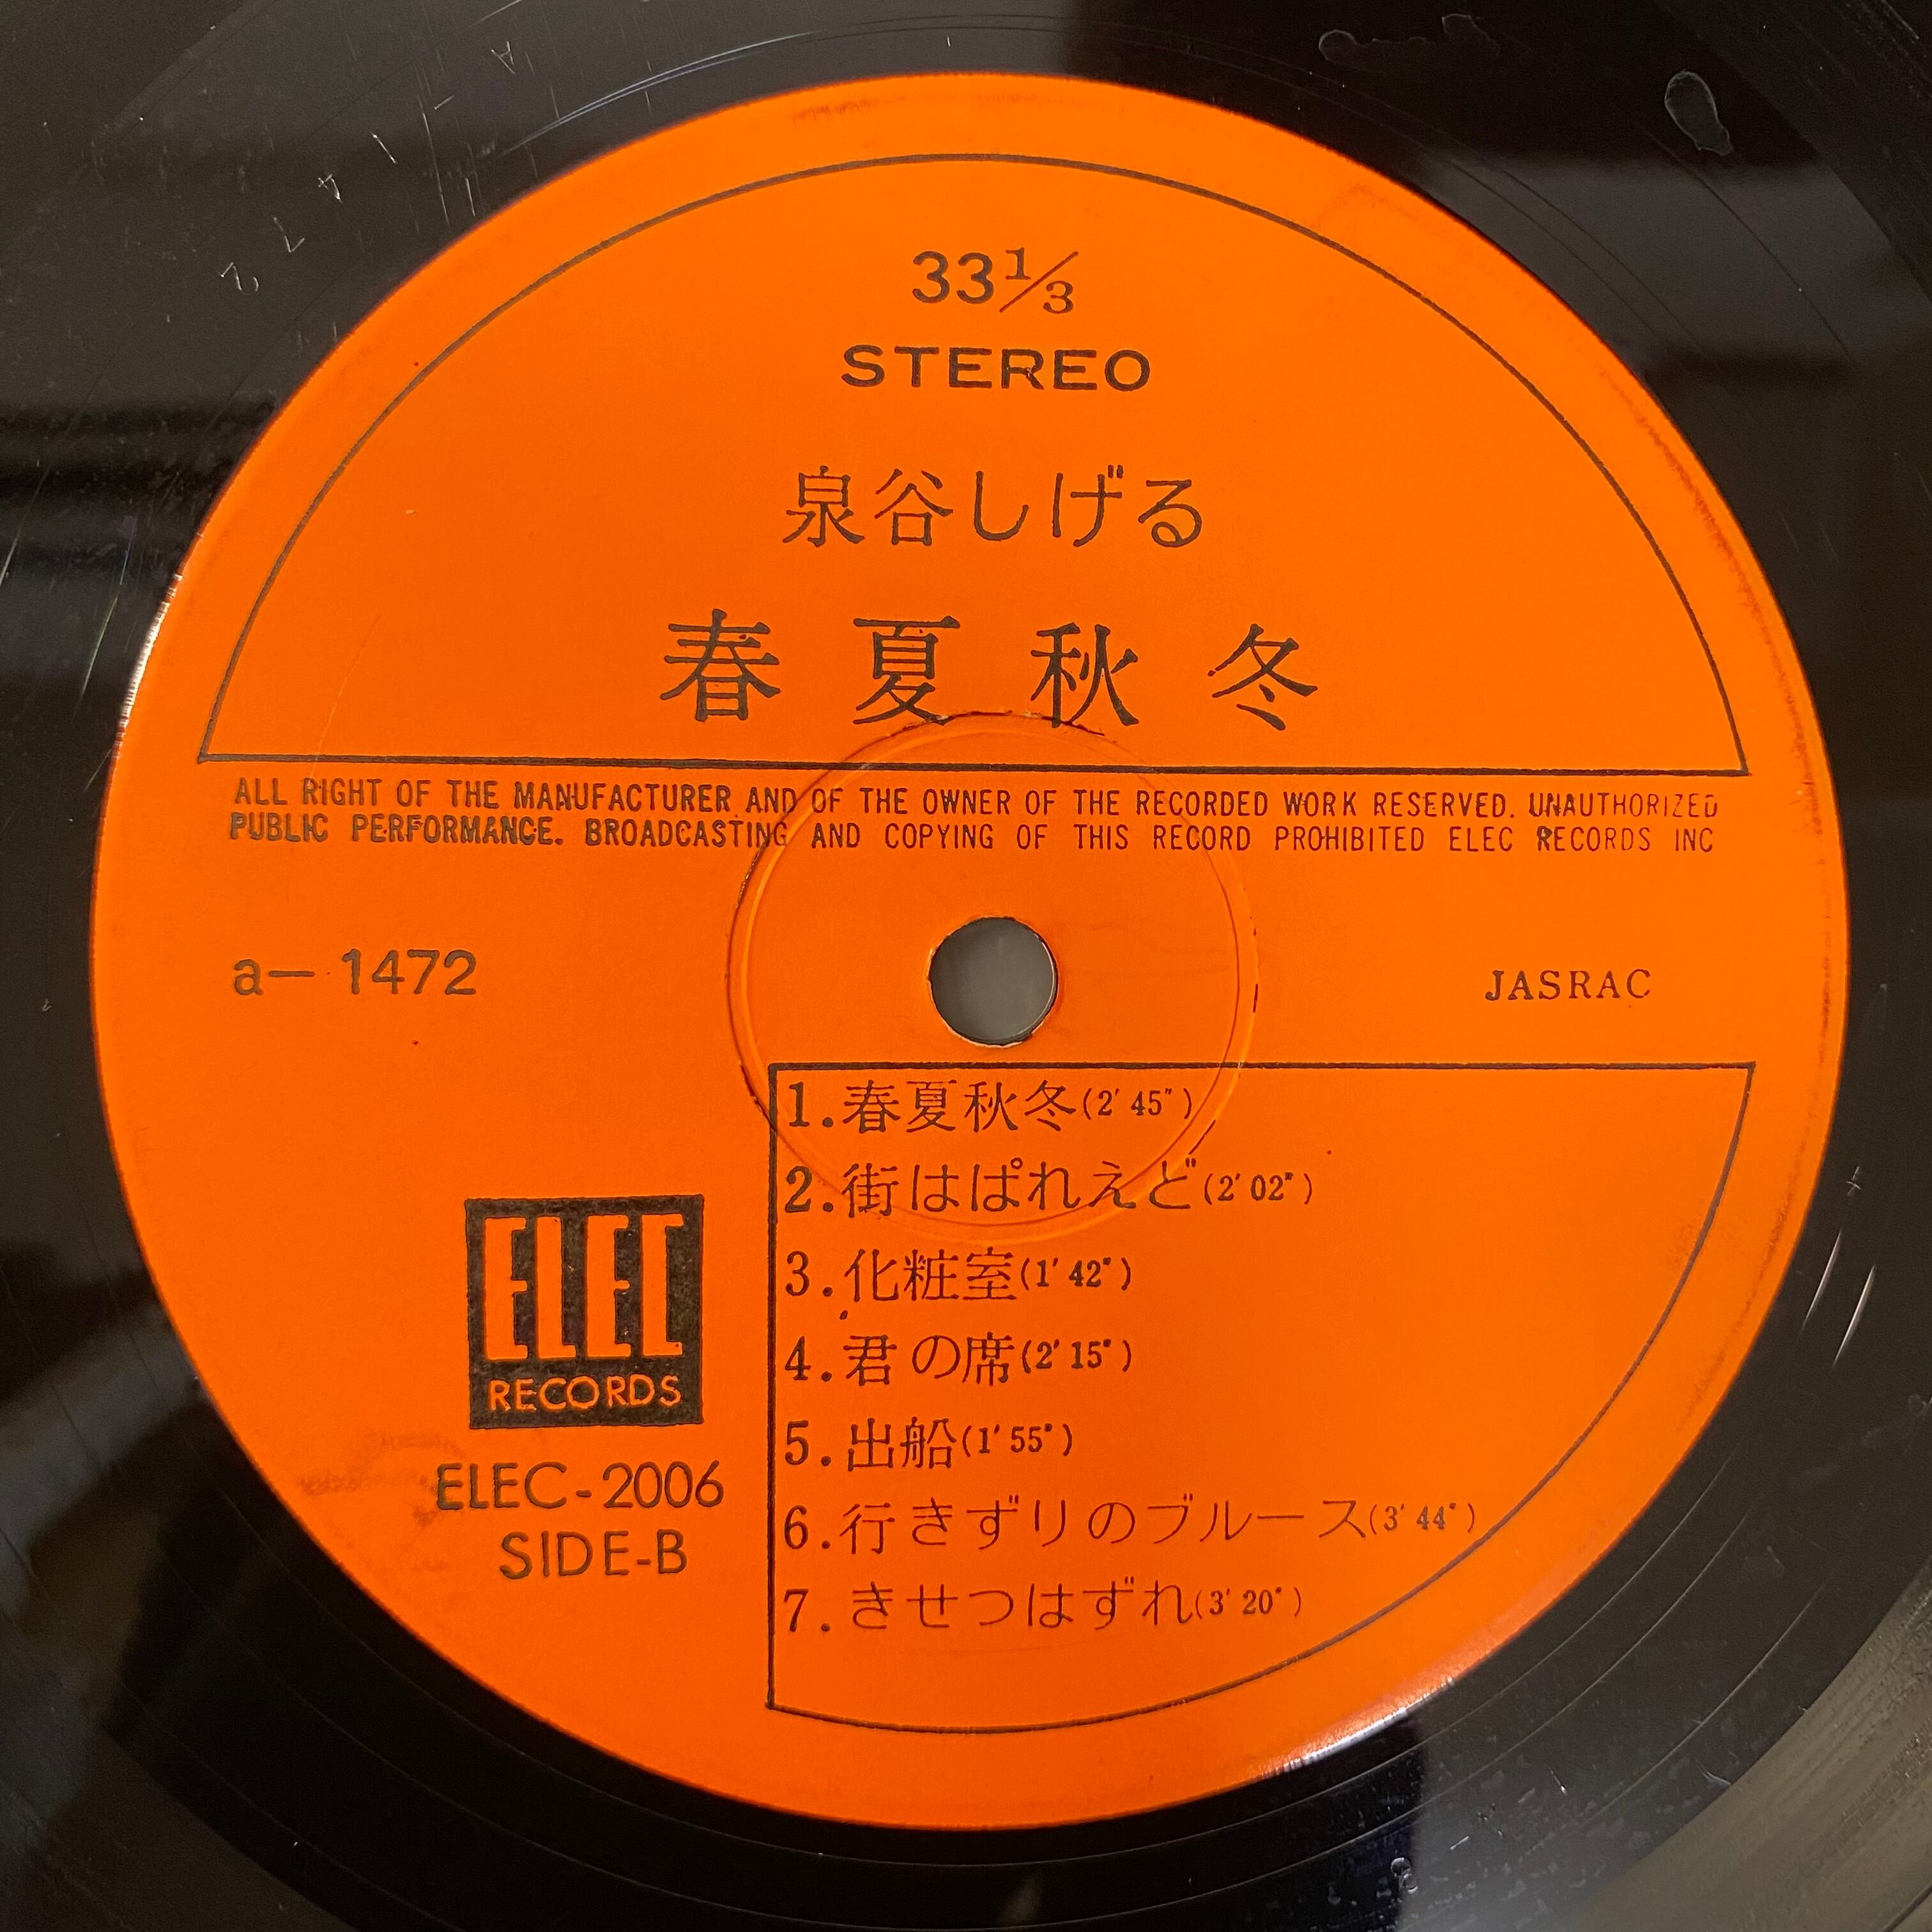 33⅓
STEREO
泉谷しげる
春夏秋冬
ALL RIGHT OF THE MANUFACTURER AND OF THE OWNER OF THE RECORDED WORK RESERVED. UNAUTHORIZED
PUBLIC PERFORMANCE. BROADCASTING AND COPYING OF THIS RECORD PROHIBITED ELEC RECORDS INC
a－1472
JASRAC
1.春夏秋冬(2′45″)
2.街はぱれえど(2′02″)
3.化粧室(1′42″)
4.君の席(2′15″)
5.出船(1′55″)
6.行きずりのブルース(3′44″)
7.きせつはずれ(3′20″)
ELEC
RECORDS
ELEC-2006
SIDE-B